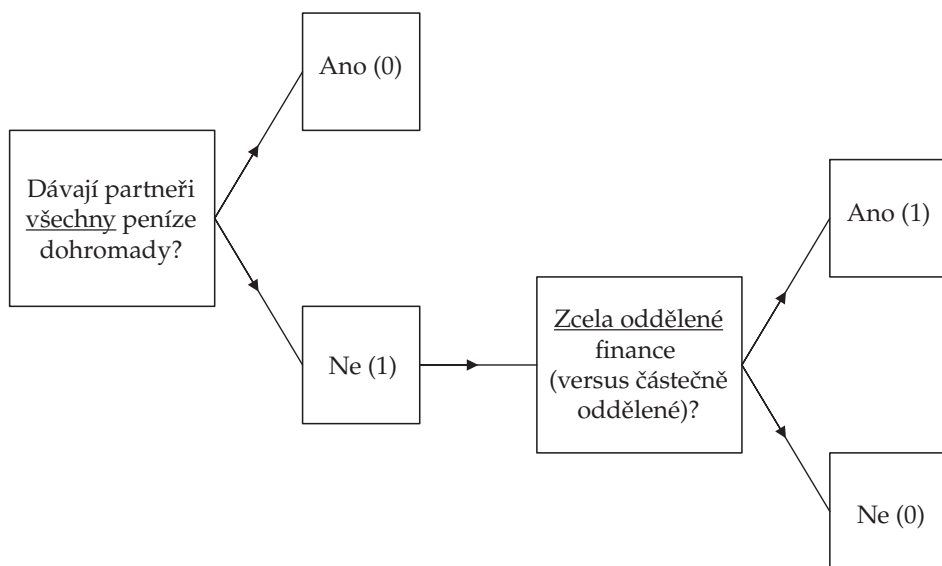 Ano (0)
Dávají partneři
všechny peníze
dohromady?
Ne (1)
Zcela oddělené
finance
(versus částečně
oddělené)?
Ano (1)
Ne (0)